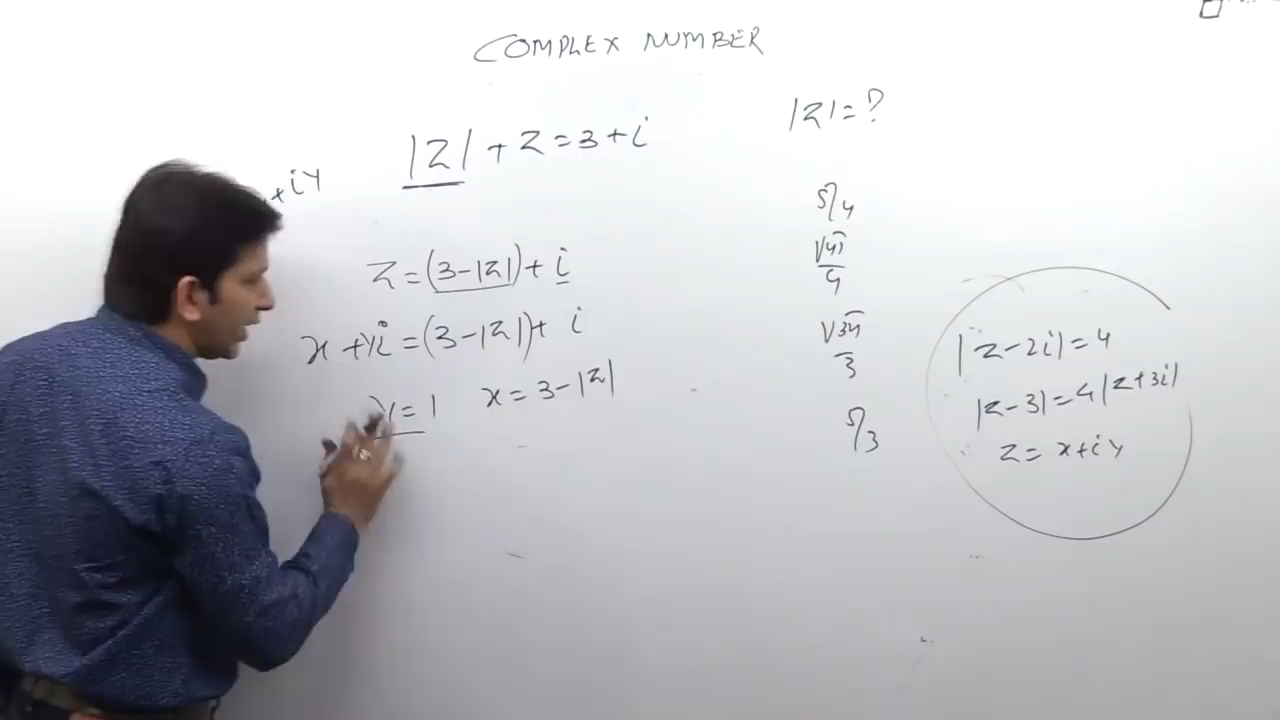 COMPLEX NUMBER
|Z| + Z = 3 + i
+ iy
Z = (3 - |Z|) + i
x + yi = (3 - |Z|) + i
y = 1 x = 3 - |Z|
|Z| = ?
5/4
√41/4
√34/3
5/3
|Z - 2i| = 4
|Z - 3| = 4|Z + 3i|
Z = x + iy